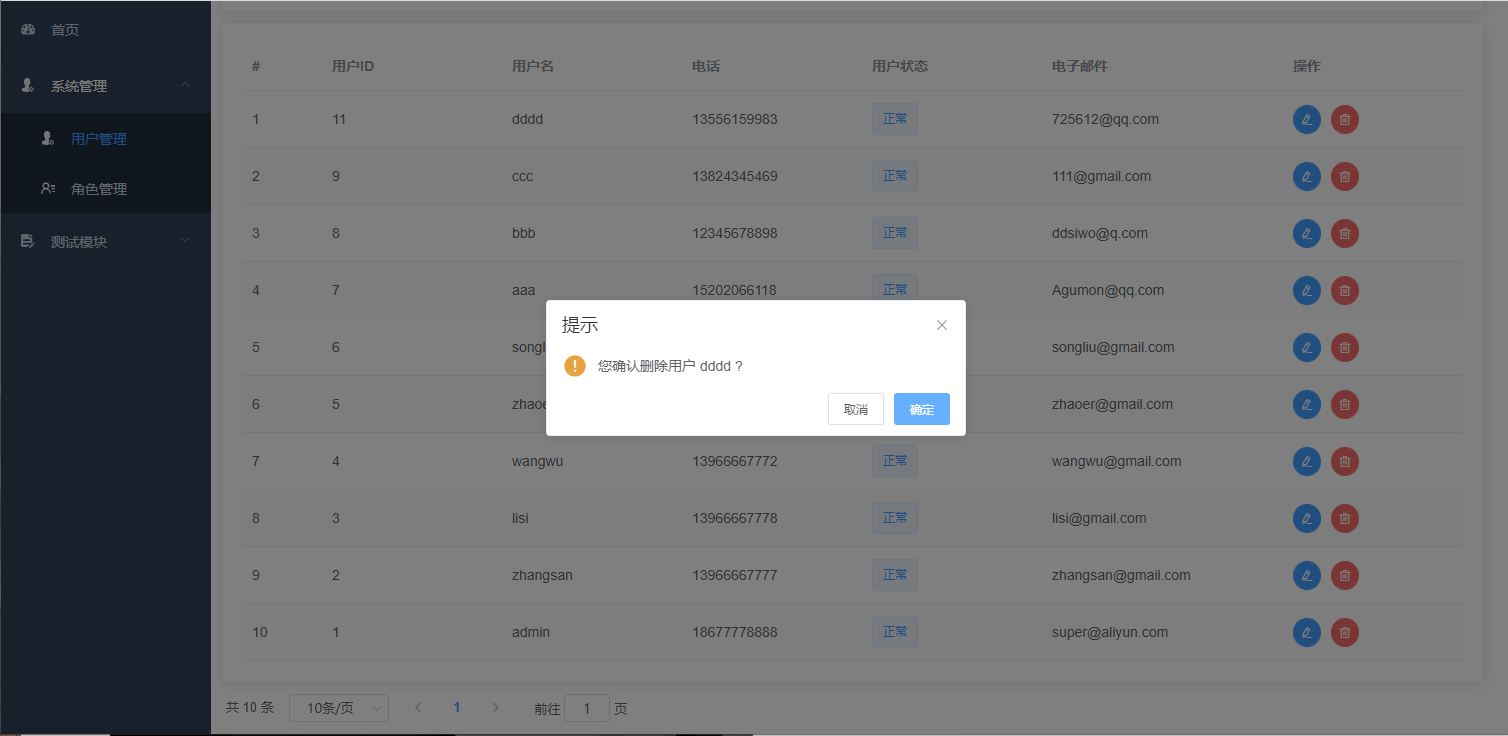 首页
系统管理
用户管理
角色管理
测试模块
# 用户ID 用户名 电话 用户状态 电子邮件 操作
1 11 dddd 13556159983 正常 725612@qq.com
2 9 ccc 13824345469 正常 111@gmail.com
3 8 bbb 12345678898 正常 ddsiwo@q.com
4 7 aaa 15202066118 正常 Agumon@qq.com
5 6 songl songliu@gmail.com
6 5 zhaoe zhaoer@gmail.com
7 4 wangwu 13966667772 正常 wangwu@gmail.com
8 3 lisi 13966667778 正常 lisi@gmail.com
9 2 zhangsan 13966667777 正常 zhangsan@gmail.com
10 1 admin 18677778888 正常 super@aliyun.com
提示
您确认删除用户 dddd ?
取消 确定
共 10 条 10条/页 1 前往 1 页